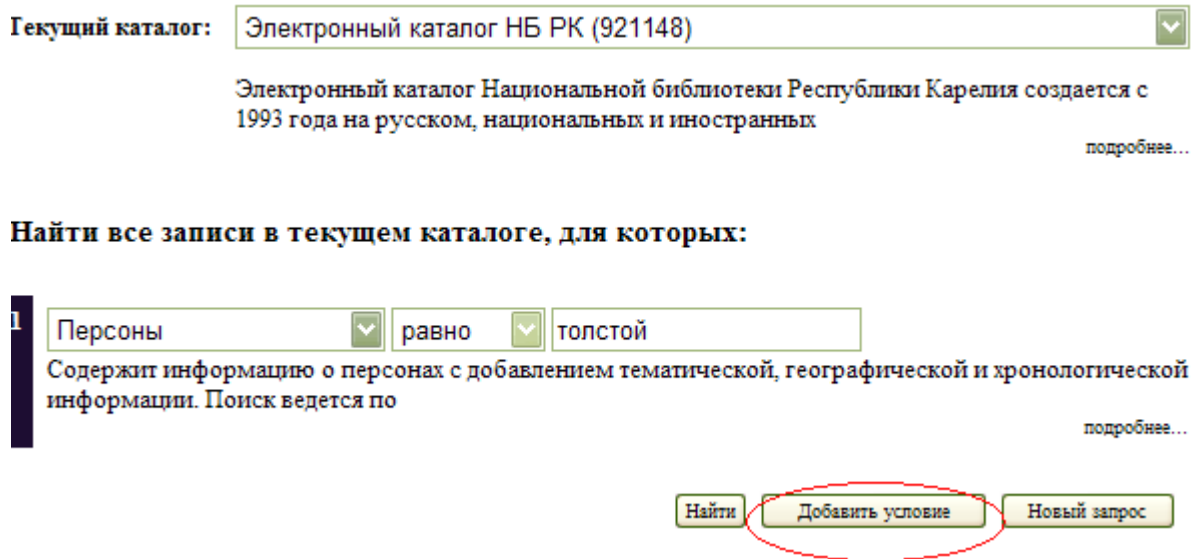 Текущий каталог: Электронный каталог НБ РК (921148)
Электронный каталог Национальной библиотеки Республики Карелия создается с
1993 года на русском, национальных и иностранных
подробнее...
Найти все записи в текущем каталоге, для которых:
1 Персоны равно толстой
Содержит информацию о персонах с добавлением тематической, географической и хронологической
информации. Поиск ведется по
подробнее...
Найти Добавить условие Новый запрос